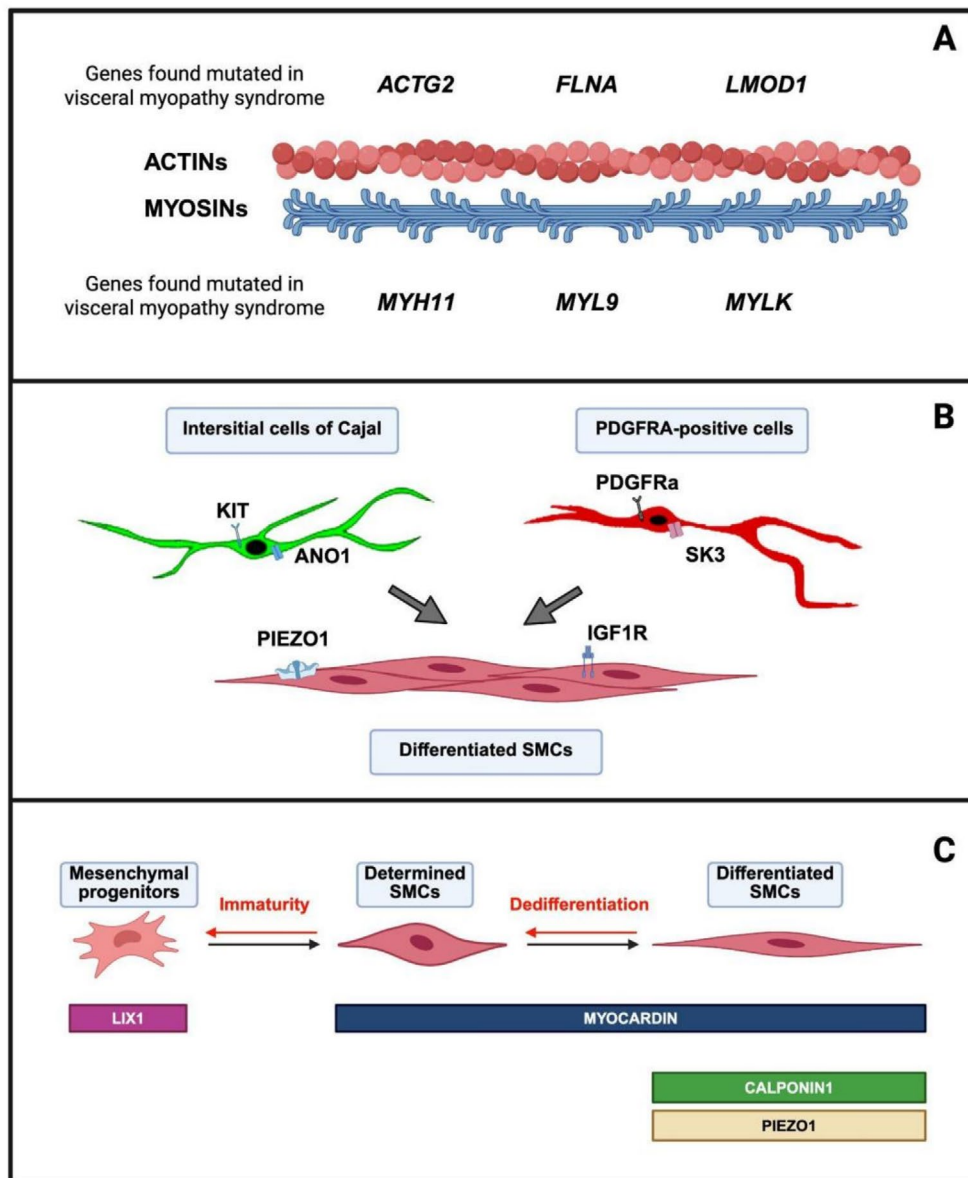 A
Genes found mutated in
visceral myopathy syndrome
ACTG2
FLNA
LMOD1
ACTINs
MYOSINs
Genes found mutated in
visceral myopathy syndrome
MYH11
MYL9
MYLK
B
Intersitial cells of Cajal
PDGFRA-positive cells
KIT
ANO1
PDGFRa
SK3
PIEZO1
IGF1R
Differentiated SMCs
C
Mesenchymal
progenitors
Determined
SMCs
Differentiated
SMCs
Immaturity
Dedifferentiation
LIX1
MYOCARDIN
CALPONIN1
PIEZO1